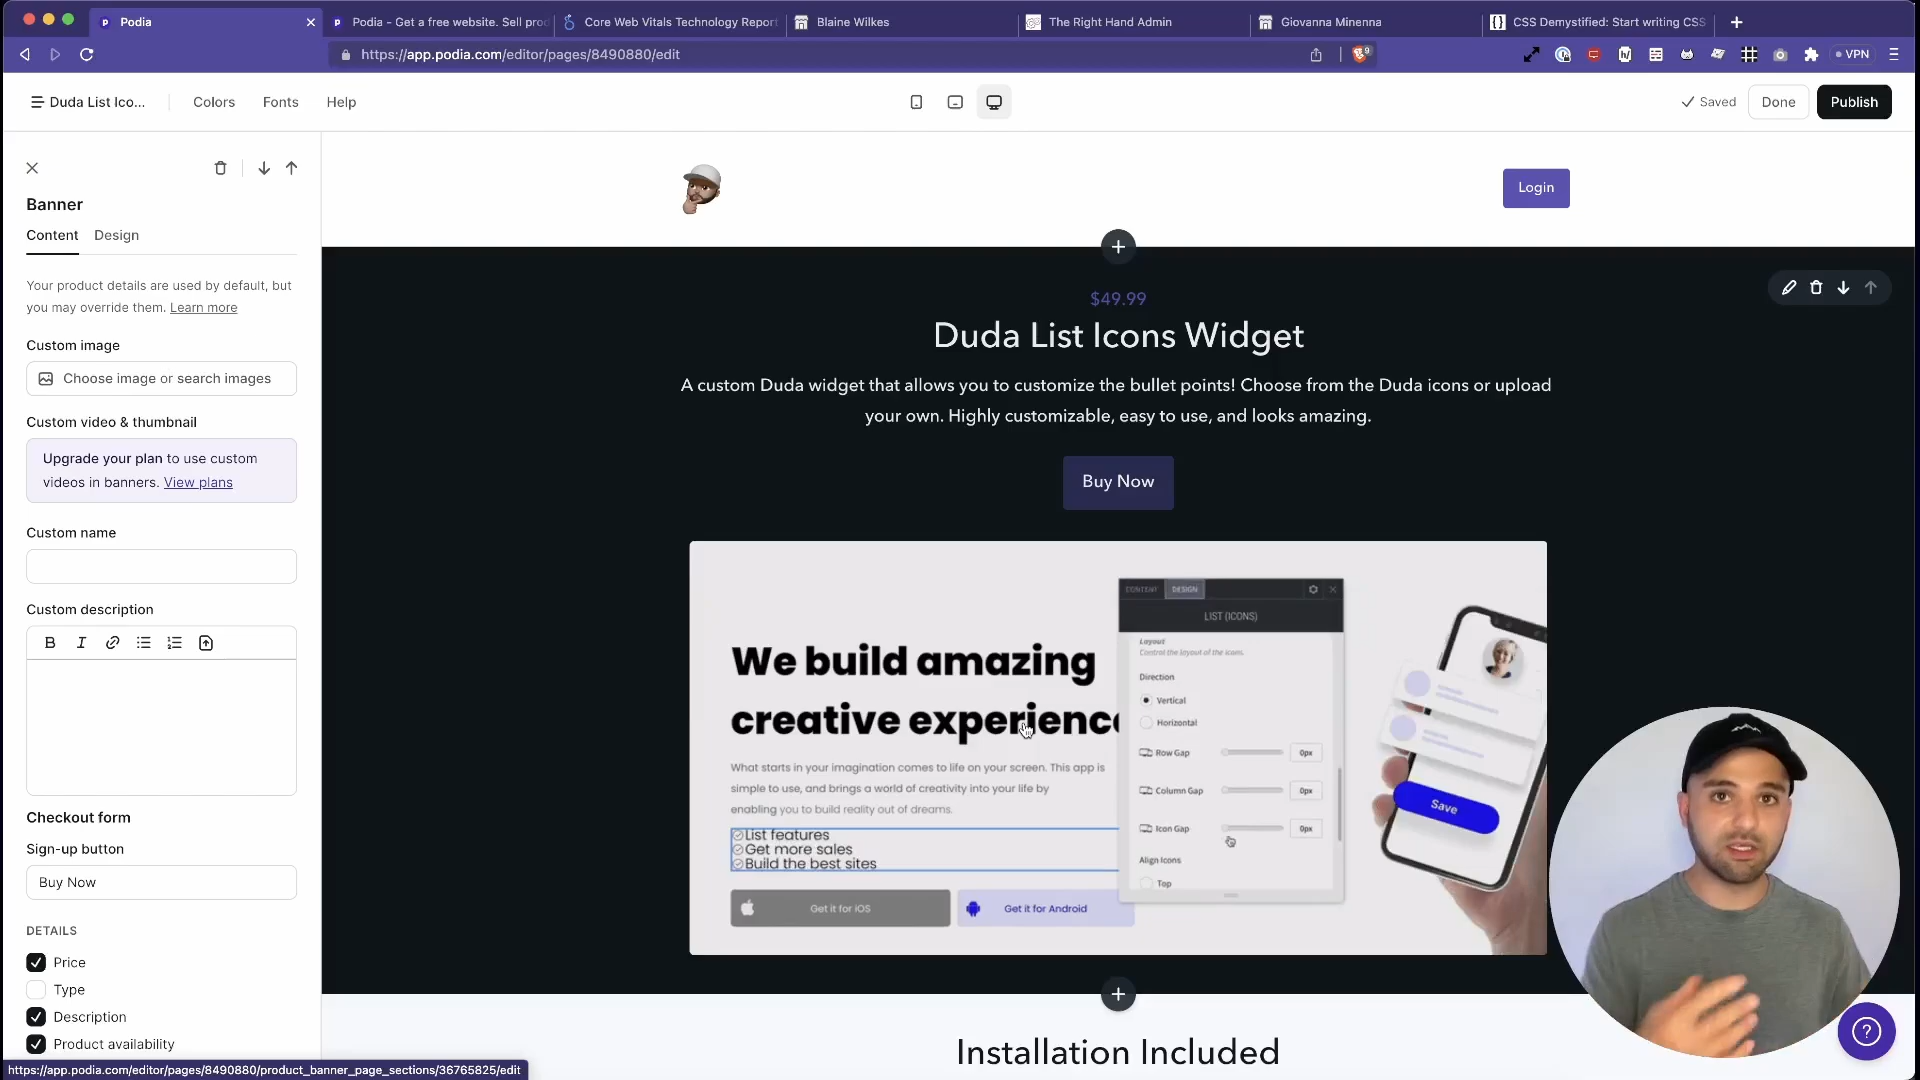 Podia
Podia - Get a free website. Sell prod
Core Web Vitals Technology Report
Blaine Wilkes
The Right Hand Admin
Giovanna Minenna
CSS Demystified: Start writing CSS
https://app.podia.com/editor/pages/8490880/edit
9
VPN
Duda List Ico...
Colors
Fonts
Help
Saved
Done
Publish
Banner
Content
Design
Your product details are used by default, but
you may override them. Learn more
Custom image
Choose image or search images
Custom video & thumbnail
Upgrade your plan to use custom
videos in banners. View plans
Custom name
Custom description
B I
Checkout form
Sign-up button
Buy Now
DETAILS
Price
Type
Description
Product availability
https://app.podia.com/editor/pages/8490880/product_banner_page_sections/36765825/edit
Login
$49.99
Duda List Icons Widget
A custom Duda widget that allows you to customize the bullet points! Choose from the Duda icons or upload
your own. Highly customizable, easy to use, and looks amazing.
Buy Now
We build amazing
creative experience
What starts in your imagination comes to life on your screen. This app is
simple to use, and brings a world of creativity into your life by
enabling you to build reality out of dreams.
List features
Get more sales
Build the best sites
Get it for iOS
Get it for Android
CONTENT
DESIGN
LIST (ICONS)
Layout
Control the layout of the icons.
Direction
Vertical
Horizontal
Row Gap
0px
Column Gap
0px
Icon Gap
0px
Align Icons
Top
Save
Installation Included